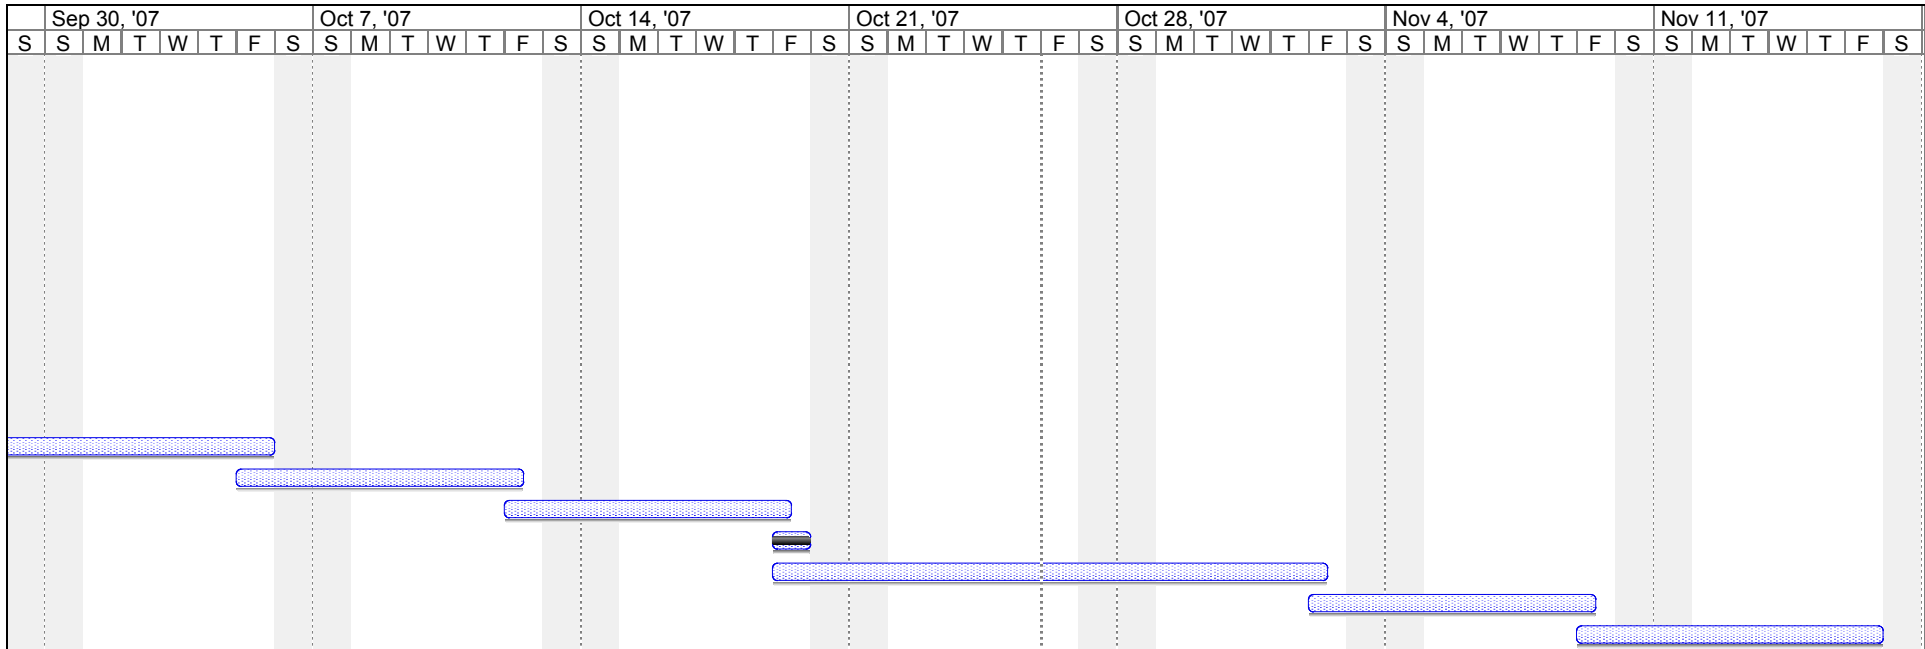 Sep 30, '07 Oct 7, '07 Oct 14, '07 Oct 21, '07 Oct 28, '07 Nov 4, '07 Nov 11, '07
S S M T W T F S S M T W T F S S M T W T F S S M T W T F S S M T W T F S S M T W T F S S M T W T F S